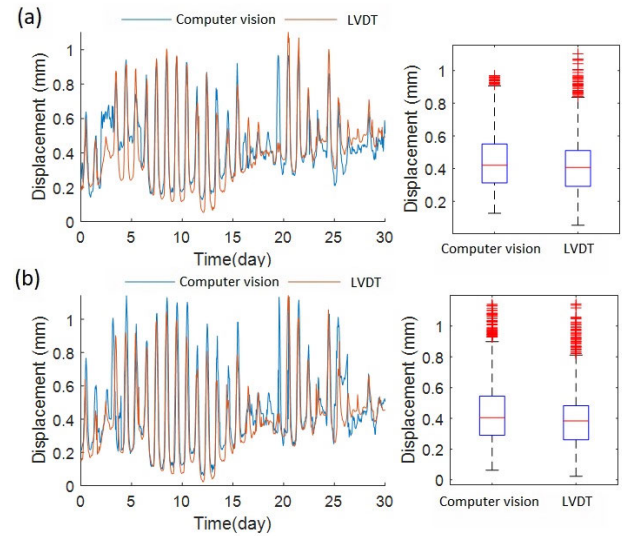 (a)
Computer vision LVDT
Displacement (mm)
1
0.8
0.6
0.4
0.2
0
0 5 10 15 20 25 30
Time(day)
Displacement (mm)
1
0.8
0.6
0.4
0.2
Computer vision LVDT
(b)
Computer vision LVDT
Displacement (mm)
1
0.8
0.6
0.4
0.2
0
0 5 10 15 20 25 30
Time(day)
Displacement (mm)
1
0.8
0.6
0.4
0.2
0
Computer vision LVDT